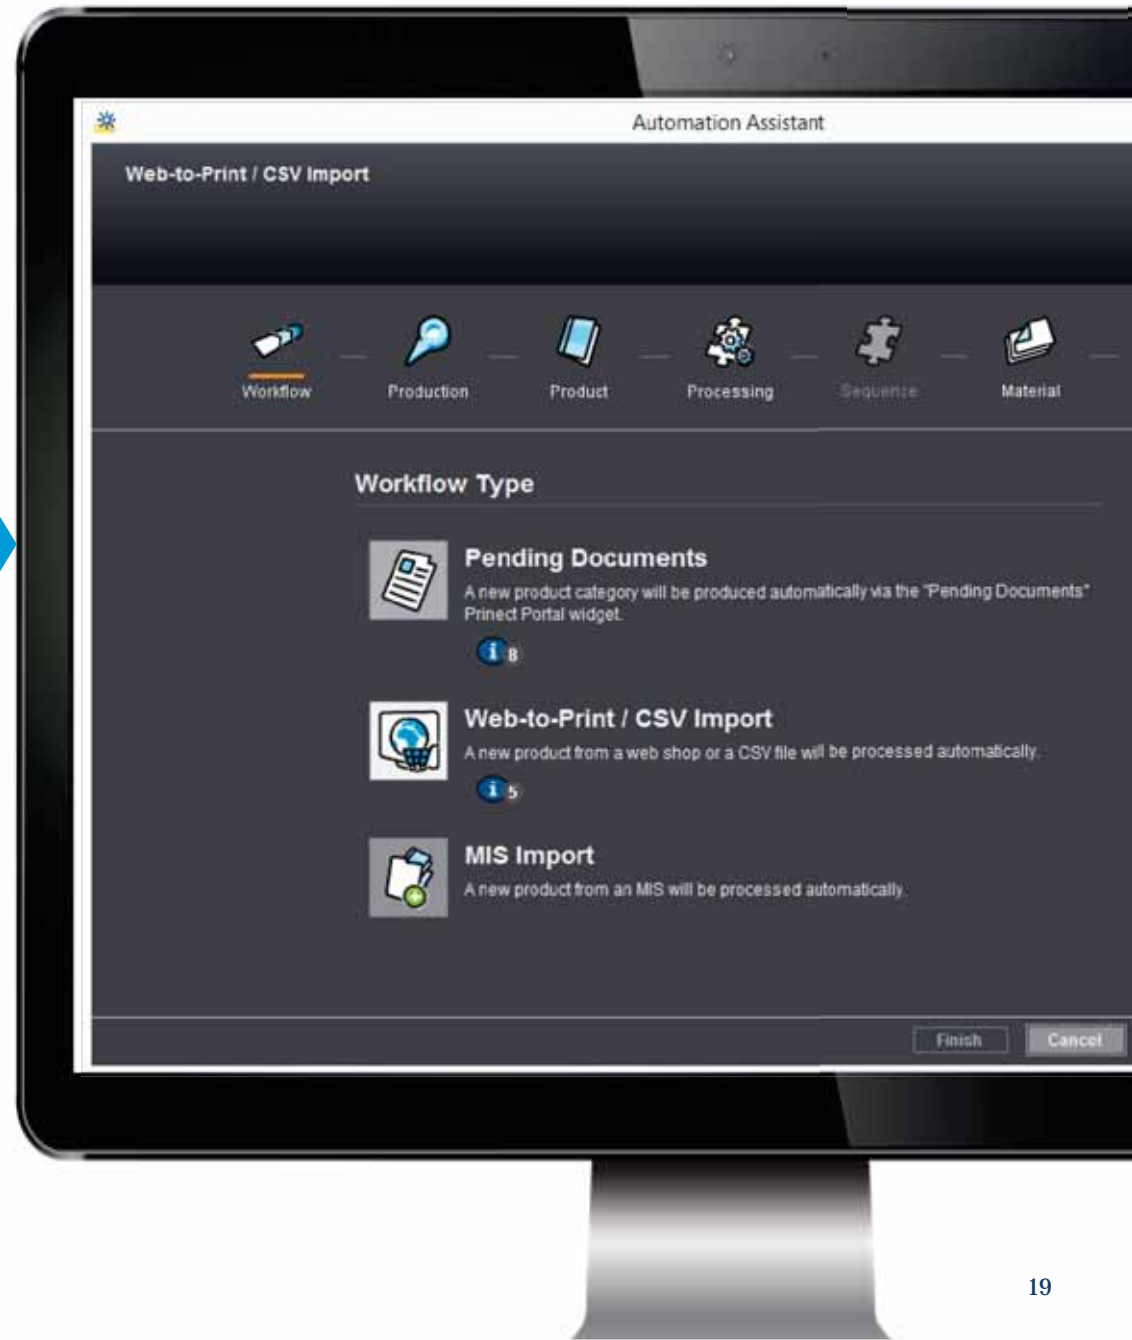 Automation Assistant
Web-to-Print / CSV Import
Workflow
Production
Product
Processing
Sequence
Material
Workflow Type
Pending Documents
A new product category will be produced automatically via the "Pending Documents"
Prinect Portal widget.
i 8
Web-to-Print / CSV Import
A new product from a web shop or a CSV file will be processed automatically.
i 5
MIS Import
A new product from an MIS will be processed automatically.
Finish
Cancel
19